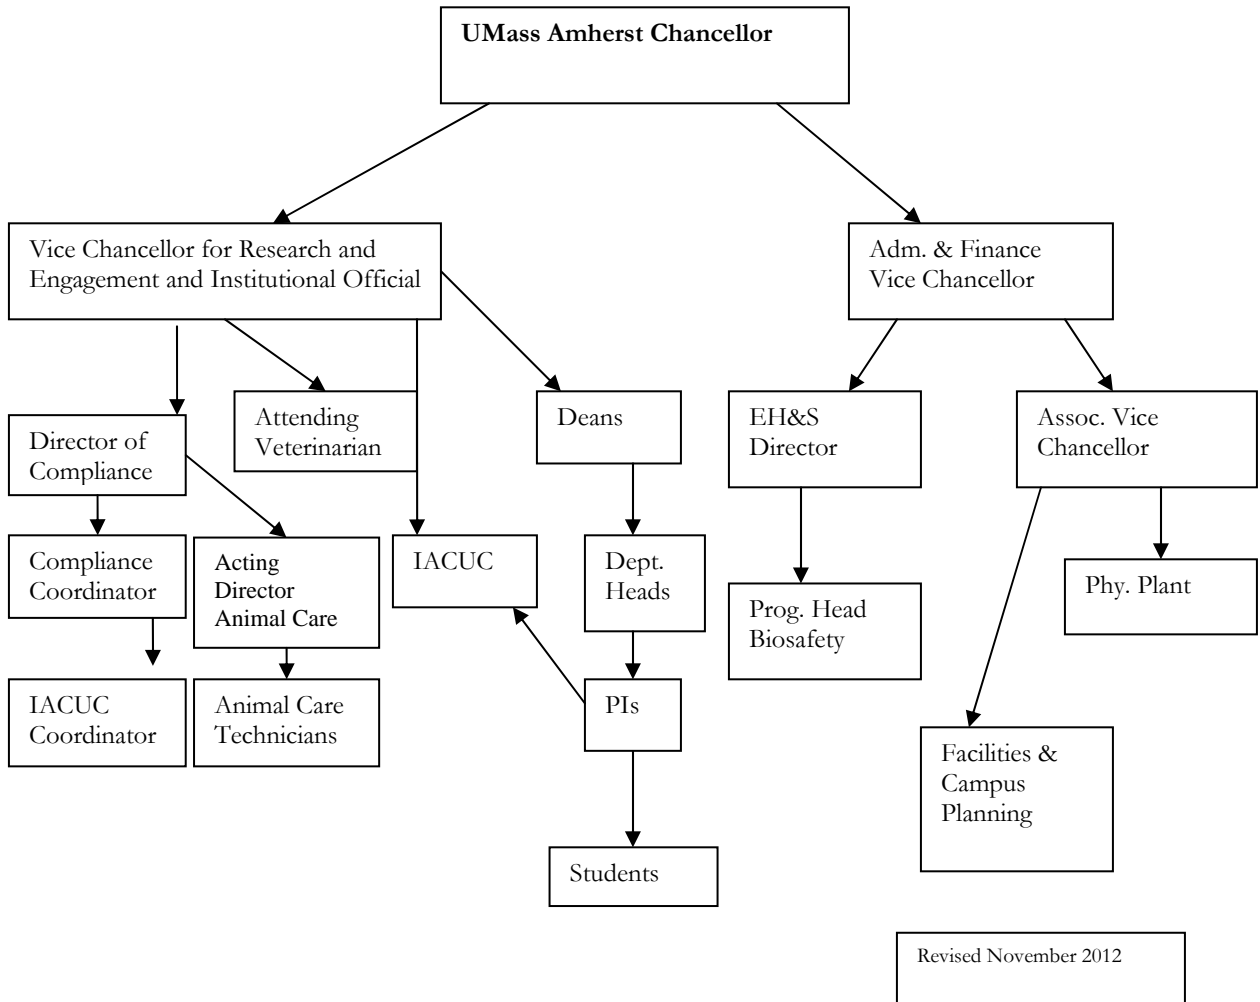 UMass Amherst Chancellor
Vice Chancellor for Research and
Engagement and Institutional Official
Adm. & Finance
Vice Chancellor
Director of
Compliance
Attending
Veterinarian
Deans
EH&S
Director
Assoc. Vice
Chancellor
Compliance
Coordinator
Acting
Director
Animal Care
IACUC
Dept.
Heads
Prog. Head
Biosafety
Phy. Plant
IACUC
Coordinator
Animal Care
Technicians
PIs
Facilities &
Campus
Planning
Students
Revised November 2012